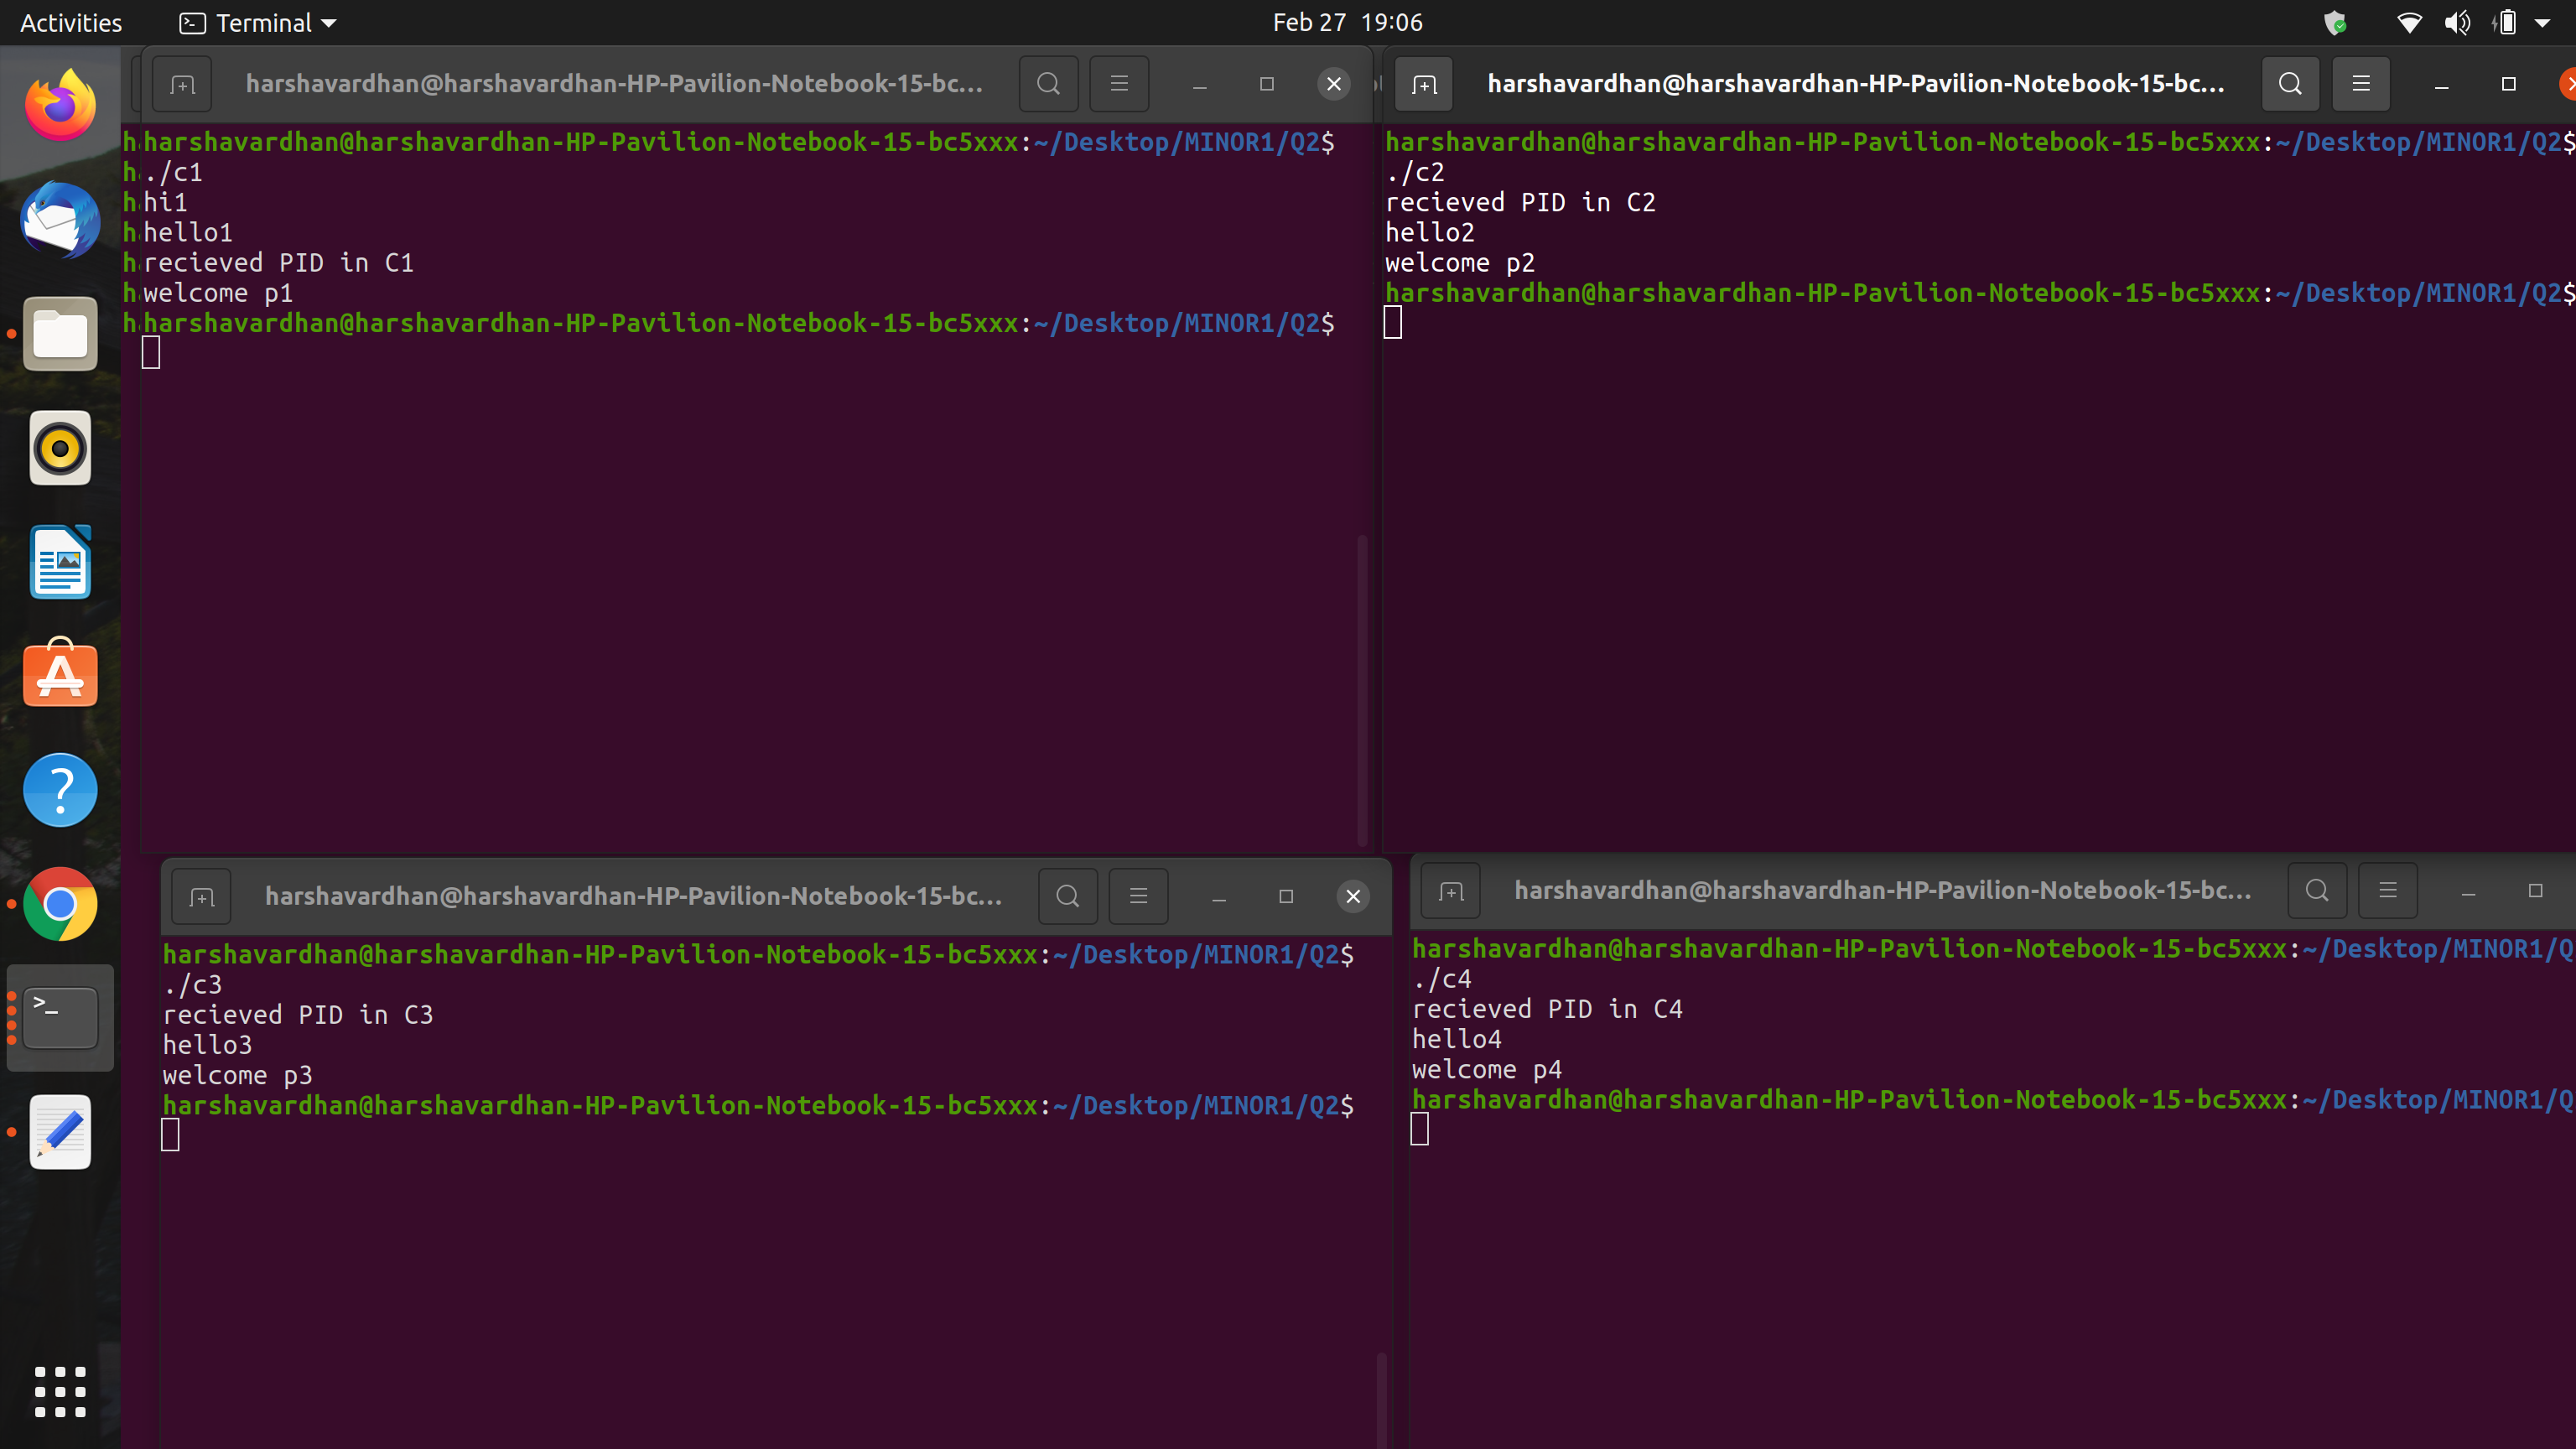 Activities Terminal Feb 27 19:06
harshavardhan@harshavardhan-HP-Pavilion-Notebook-15-bc...
harshavardhan@harshavardhan-HP-Pavilion-Notebook-15-bc5xxx:~/Desktop/MINOR1/Q2$
./c1
hi1
hello1
recieved PID in C1
welcome p1
harshavardhan@harshavardhan-HP-Pavilion-Notebook-15-bc5xxx:~/Desktop/MINOR1/Q2$
harshavardhan@harshavardhan-HP-Pavilion-Notebook-15-bc...
harshavardhan@harshavardhan-HP-Pavilion-Notebook-15-bc5xxx:~/Desktop/MINOR1/Q2$
./c2
recieved PID in C2
hello2
welcome p2
harshavardhan@harshavardhan-HP-Pavilion-Notebook-15-bc5xxx:~/Desktop/MINOR1/Q2$
harshavardhan@harshavardhan-HP-Pavilion-Notebook-15-bc...
harshavardhan@harshavardhan-HP-Pavilion-Notebook-15-bc5xxx:~/Desktop/MINOR1/Q2$
./c3
recieved PID in C3
hello3
welcome p3
harshavardhan@harshavardhan-HP-Pavilion-Notebook-15-bc5xxx:~/Desktop/MINOR1/Q2$
harshavardhan@harshavardhan-HP-Pavilion-Notebook-15-bc...
harshavardhan@harshavardhan-HP-Pavilion-Notebook-15-bc5xxx:~/Desktop/MINOR1/Q
./c4
recieved PID in C4
hello4
welcome p4
harshavardhan@harshavardhan-HP-Pavilion-Notebook-15-bc5xxx:~/Desktop/MINOR1/Q